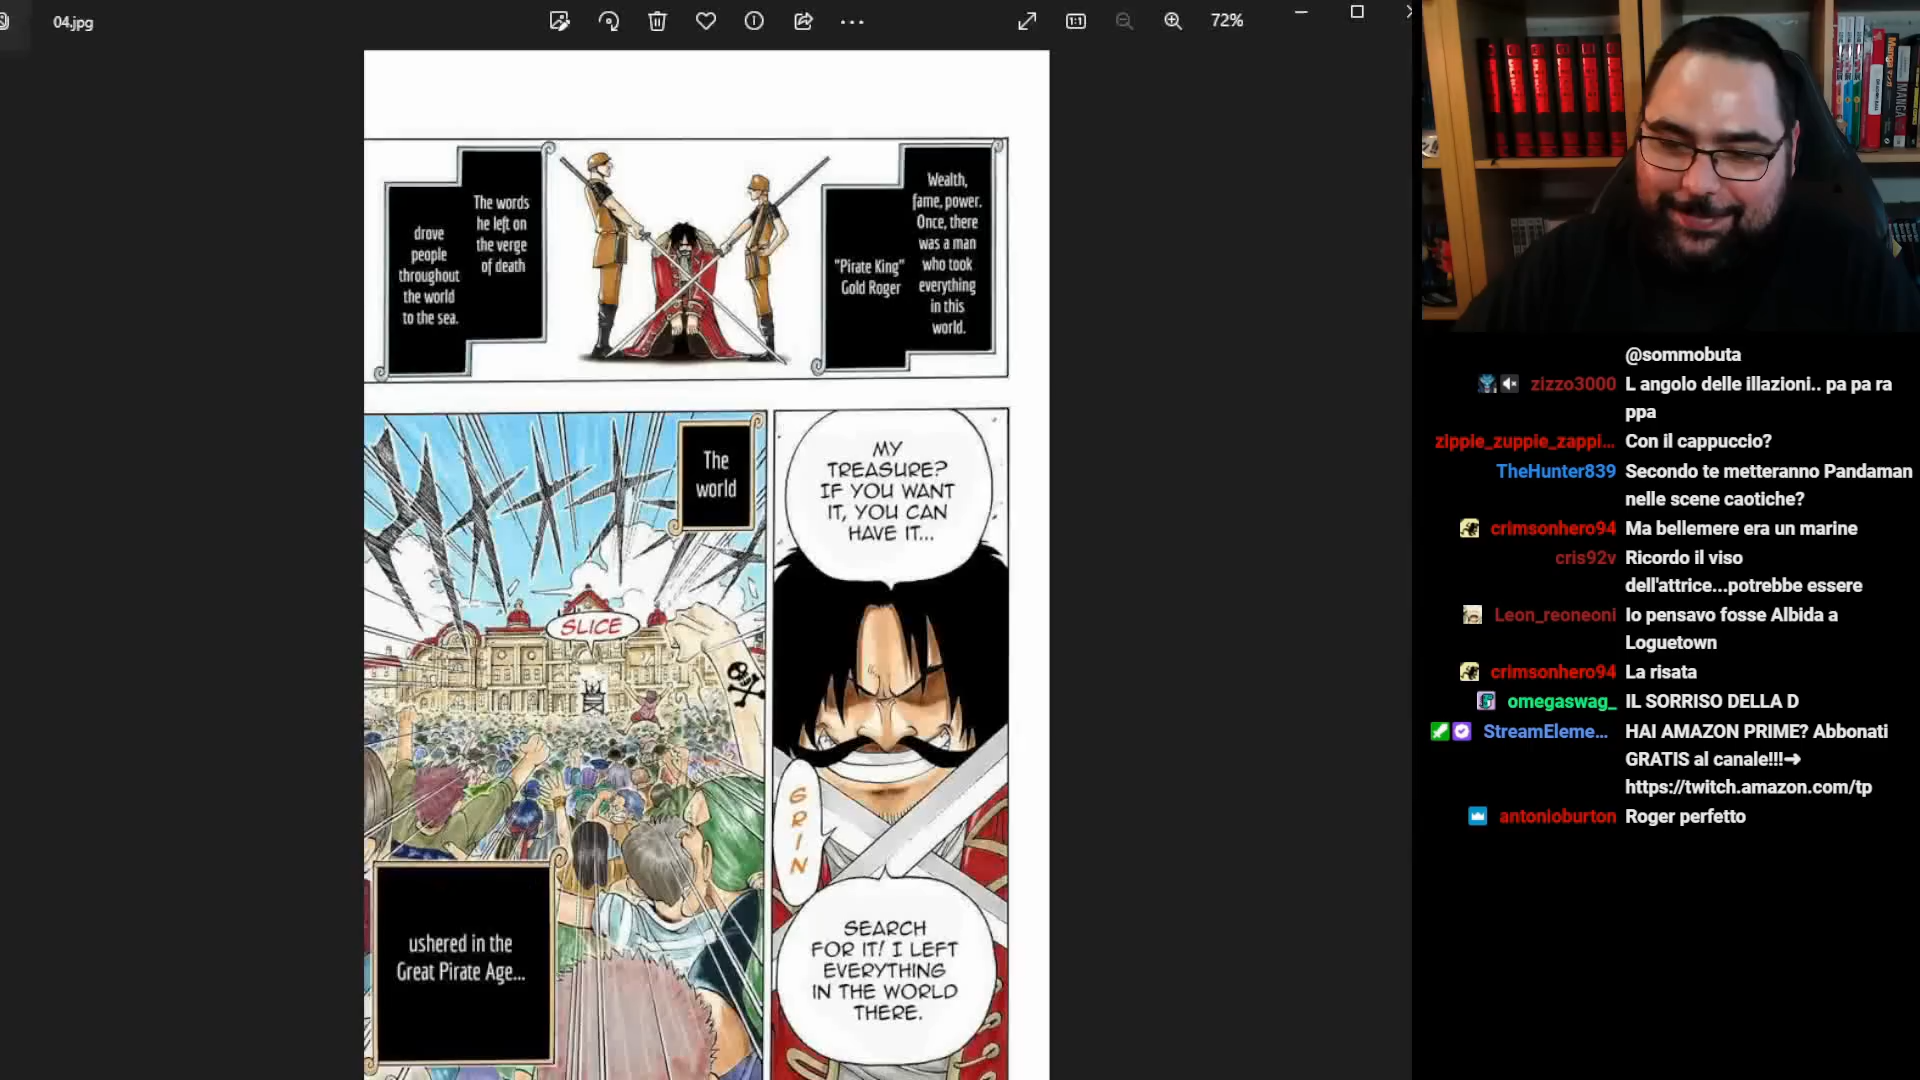 04.jpg
72%
Wealth,
fame, power.
Once, there
was a man
who took
everything
in this
world.
"Pirate King"
Gold Roger
The words
he left on
the verge
of death
drove
people
throughout
the world
to the sea.
MY
TREASURE?
IF YOU WANT
IT, YOU CAN
HAVE IT...
GRIN
SEARCH
FOR IT! I LEFT
EVERYTHING
IN THE WORLD
THERE.
The
world
SLICE
ushered in the
Great Pirate Age...
MANGA
@sommobuta
zizzo3000 L angolo delle illazioni.. pa pa ra
ppa
zippie_zuppie_zappi... Con il cappuccio?
TheHunter839 Secondo te metteranno Pandaman
nelle scene caotiche?
crimsonhero94 Ma bellemere era un marine
cris92v Ricordo il viso
dell'attrice...potrebbe essere
Leon_reoneoni Io pensavo fosse Albida a
Loguetown
crimsonhero94 La risata
omegaswag_ IL SORRISO DELLA D
StreamEleme... HAI AMAZON PRIME? Abbonati
GRATIS al canale!!!➜
https://twitch.amazon.com/tp
antonioburton Roger perfetto